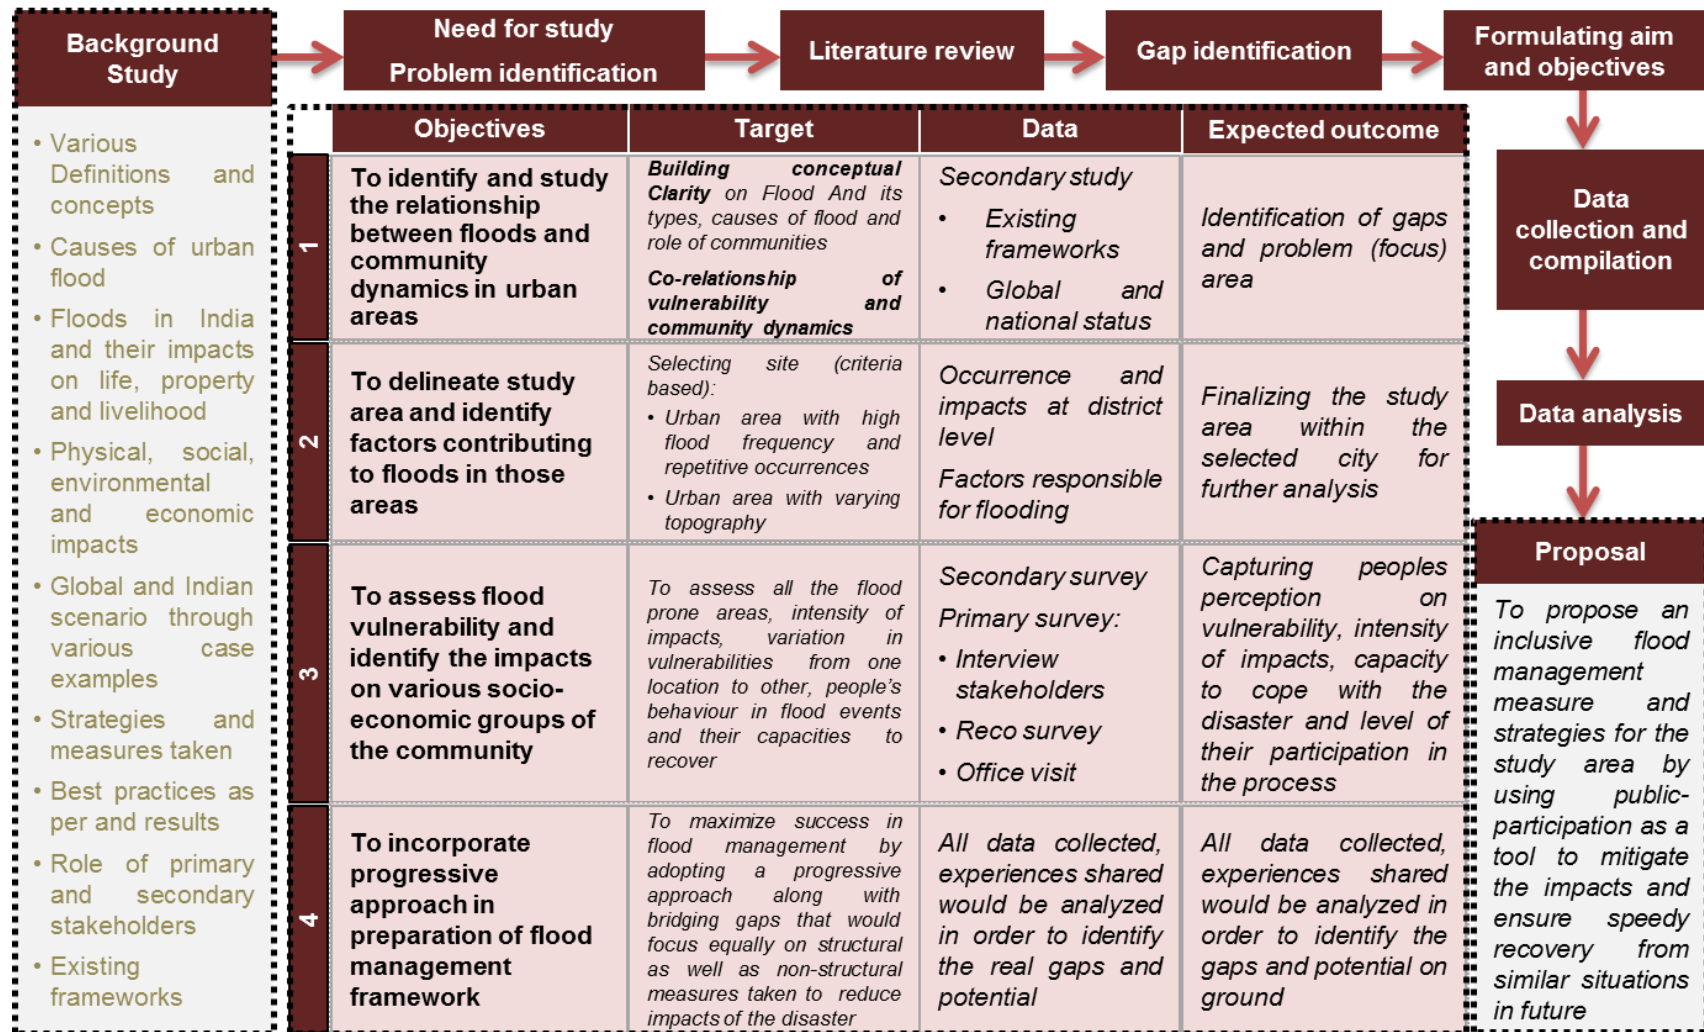 Background
Study
Need for study
Problem identification
Literature review
Gap identification
Formulating aim
and objectives
• Various
Definitions and
concepts
• Causes of urban
flood
• Floods in India
and their impacts
on life, property
and livelihood
• Physical, social,
environmental
and economic
impacts
• Global and Indian
scenario through
various case
examples
• Strategies and
measures taken
• Best practices as
per and results
• Role of primary
and secondary
stakeholders
• Existing
frameworks
Objectives
Target
Data
Expected outcome
1
To identify and study
the relationship
between floods and
community
dynamics in urban
areas
Building conceptual
Clarity on Flood And its
types, causes of flood and
role of communities
Co-relationship of
vulnerability and
community dynamics
Secondary study
• Existing
frameworks
• Global and
national status
Identification of gaps
and problem (focus)
area
2
To delineate study
area and identify
factors contributing
to floods in those
areas
Selecting site (criteria
based):
• Urban area with high
flood frequency and
repetitive occurrences
• Urban area with varying
topography
Occurrence and
impacts at district
level
Factors responsible
for flooding
Finalizing the study
area within the
selected city for
further analysis
3
To assess flood
vulnerability and
identify the impacts
on various socio-
economic groups of
the community
To assess all the flood
prone areas, intensity of
impacts, variation in
vulnerabilities from one
location to other, people's
behaviour in flood events
and their capacities to
recover
Secondary survey
Primary survey:
• Interview
stakeholders
• Reco survey
• Office visit
Capturing peoples
perception on
vulnerability, intensity
of impacts, capacity
to cope with the
disaster and level of
their participation in
the process
4
To incorporate
progressive
approach in
preparation of flood
management
framework
To maximize success in
flood management by
adopting a progressive
approach along with
bridging gaps that would
focus equally on structural
as well as non-structural
measures taken to reduce
impacts of the disaster
All data collected,
experiences shared
would be analyzed
in order to identify
the real gaps and
potential
All data collected,
experiences shared
would be analyzed in
order to identify the
gaps and potential on
ground
Data
collection and
compilation
Data analysis
Proposal
To propose an
inclusive flood
management
measure and
strategies for the
study area by
using public-
participation as a
tool to mitigate
the impacts and
ensure speedy
recovery from
similar situations
in future